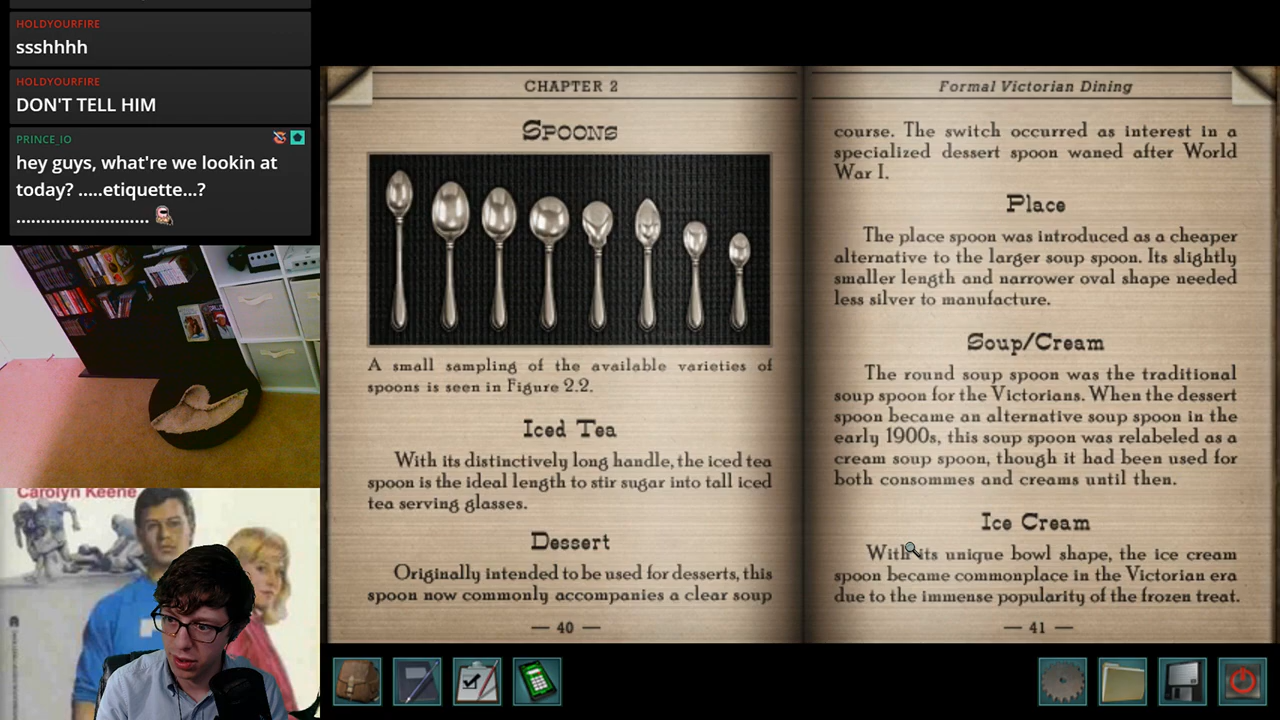 HOLDYOURFIRE
ssshhhh
HOLDYOURFIRE
DON'T TELL HIM
PRINCE_IO
hey guys, what're we lookin at
today? .....etiquette...?
...........................
Carolyn Keene
CHAPTER 2
Spoons
A small sampling of the available varieties of
spoons is seen in Figure 2.2.
Iced Tea
With its distinctively long handle, the iced tea
spoon is the ideal length to stir sugar into tall iced
tea serving glasses.
Dessert
Originally intended to be used for desserts, this
spoon now commonly accompanies a clear soup
— 40 —
Formal Victorian Dining
course. The switch occurred as interest in a
specialized dessert spoon waned after World
War I.
Place
The place spoon was introduced as a cheaper
alternative to the larger soup spoon. Its slightly
smaller length and narrower oval shape needed
less silver to manufacture.
Soup/Cream
The round soup spoon was the traditional
soup spoon for the Victorians. When the dessert
spoon became an alternative soup spoon in the
early 1900s, this soup spoon was relabeled as a
cream soup spoon, though it had been used for
both consommes and creams until then.
Ice Cream
With its unique bowl shape, the ice cream
spoon became commonplace in the Victorian era
due to the immense popularity of the frozen treat.
— 41 —